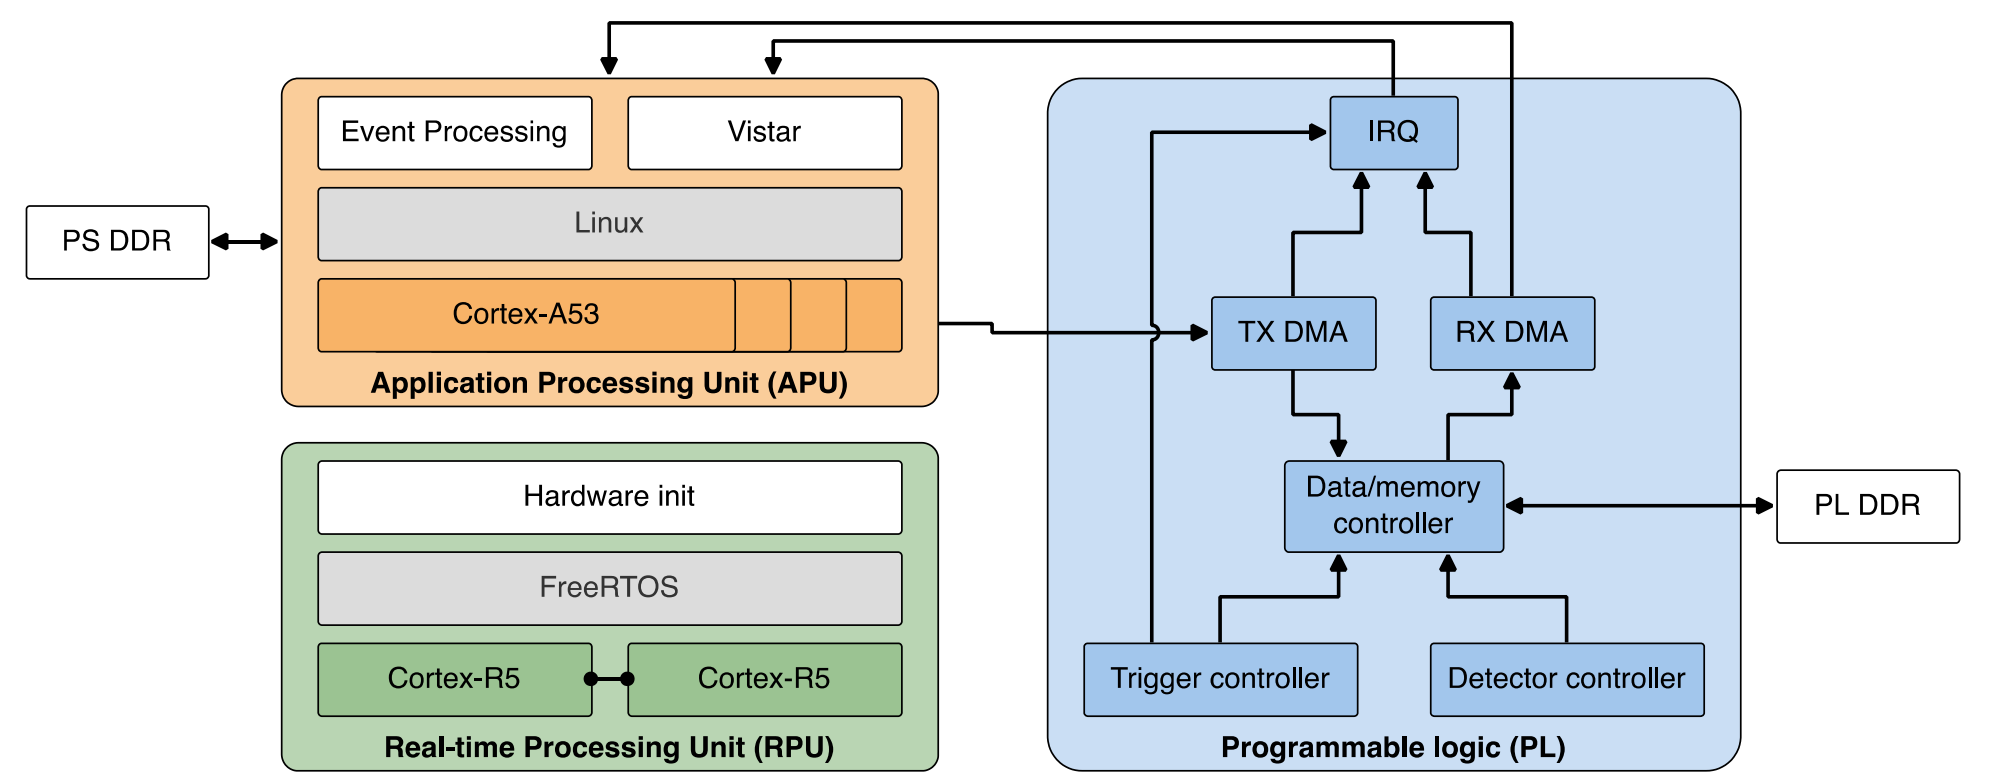 Event Processing
Vistar
Linux
PS DDR
Cortex-A53
Application Processing Unit (APU)
Hardware init
FreeRTOS
Cortex-R5
Cortex-R5
Real-time Processing Unit (RPU)
IRQ
TX DMA
RX DMA
Data/memory
controller
PL DDR
Trigger controller
Detector controller
Programmable logic (PL)